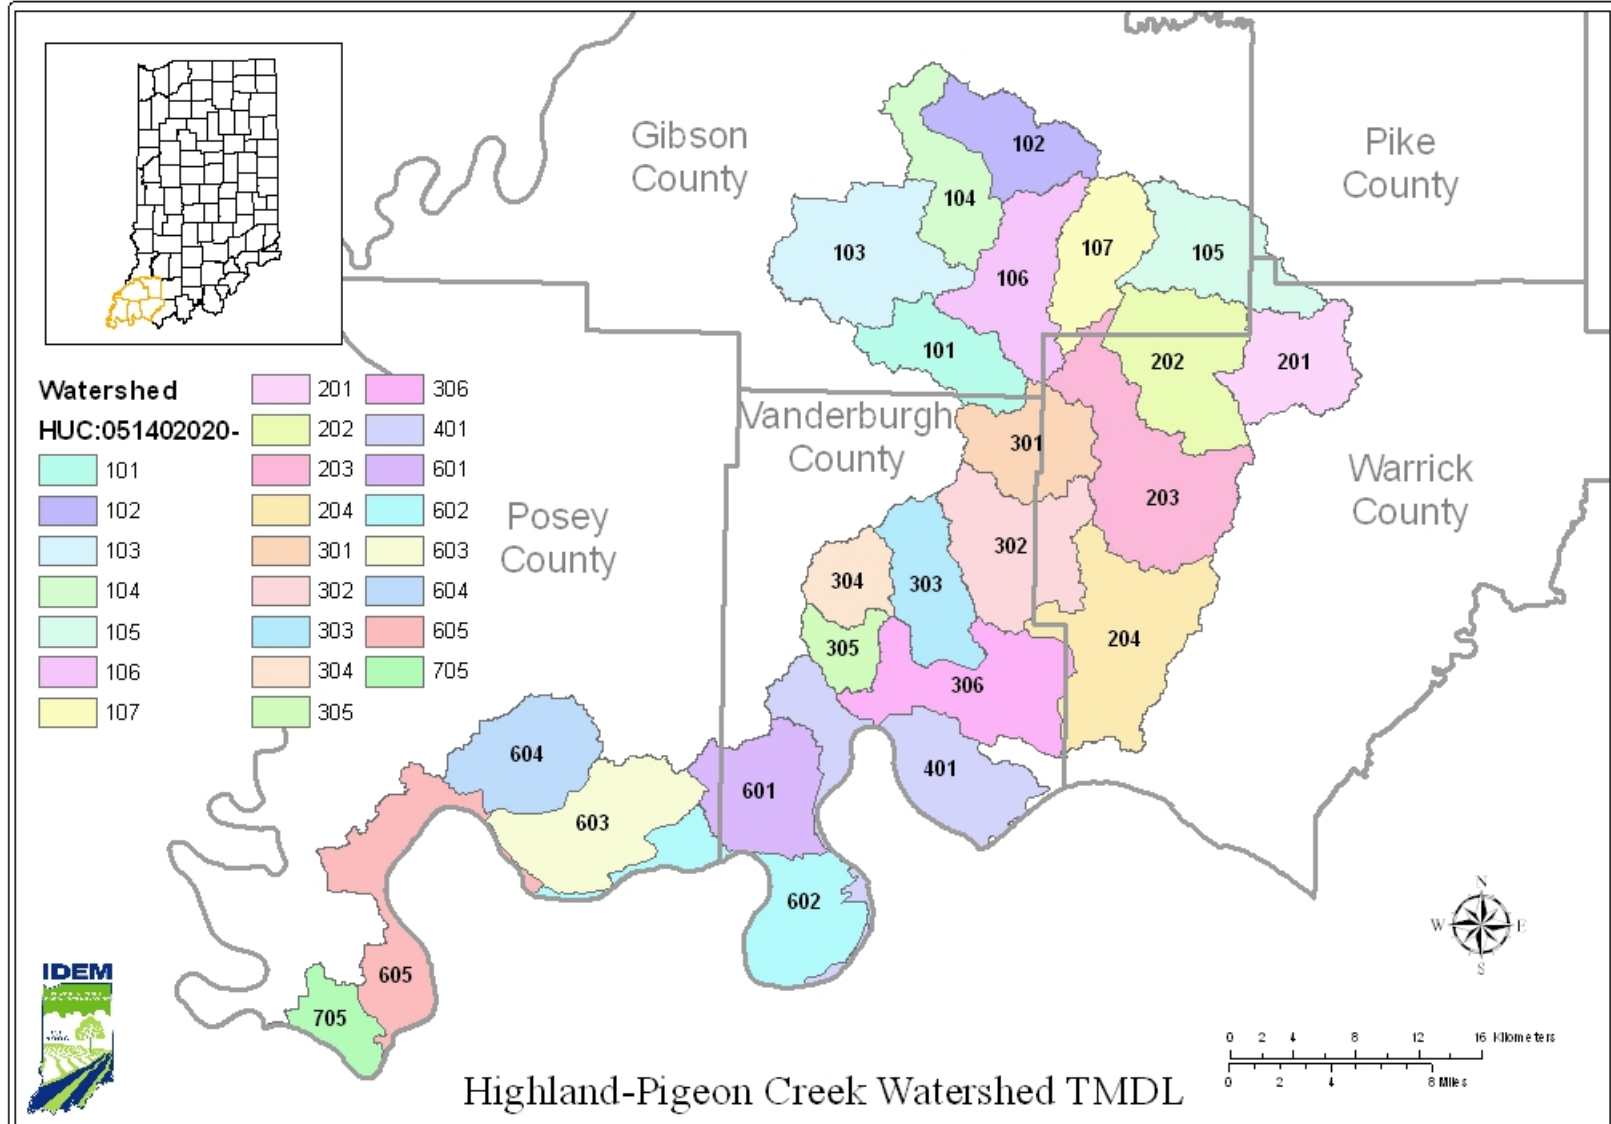 Gibson
County
Pike
County
102
104
103
107
105
106
101
202
201
Watershed
HUC:051402020-
101
102
103
104
105
106
107
201
202
203
204
301
302
303
304
305
306
401
601
602
603
604
605
705
Vanderburgh
County
301
Warrick
County
203
Posey
County
302
304
303
204
305
306
604
401
601
603
602
N
W E
S
605
705
IDEM
0 2 4 8 12 16 Kilometers
0 2 4 8 Miles
Highland-Pigeon Creek Watershed TMDL